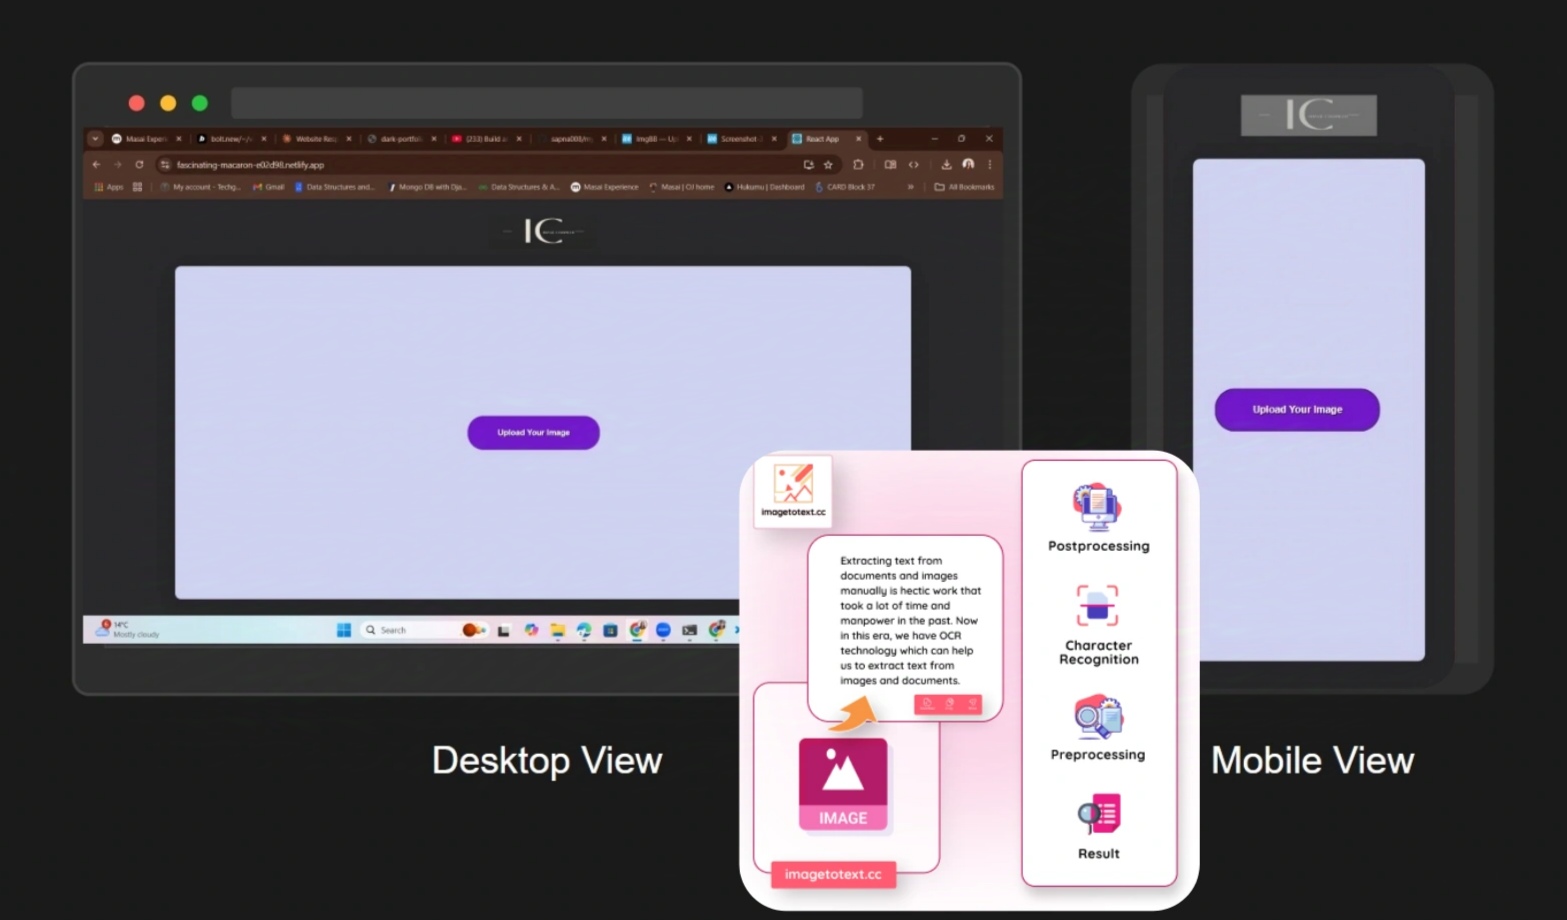 Masai Experi
bolt.new/~/
Website Res
dark-portfoli
(233) Build a
sapna088/m
ImgBB — Up
Screenshot-
React App
fascinating-macaron-e02d98.netlify.app
Apps
My account - Techg...
Gmail
Data Structures and...
Mongo DB with Dja...
Data Structures & A...
Masai Experience
Masai | OJ home
Hukumu | Dashboard
CARD Block 37
All Bookmarks
IC
Upload Your Image
14°C
Mostly cloudy
Search
Desktop View
imagetotext.cc
Extracting text from
documents and images
manually is hectic work that
took a lot of time and
manpower in the past. Now
in this era, we have OCR
technology which can help
us to extract text from
images and documents.
IMAGE
imagetotext.cc
Postprocessing
Character
Recognition
Preprocessing
Result
IC
Upload Your Image
Mobile View